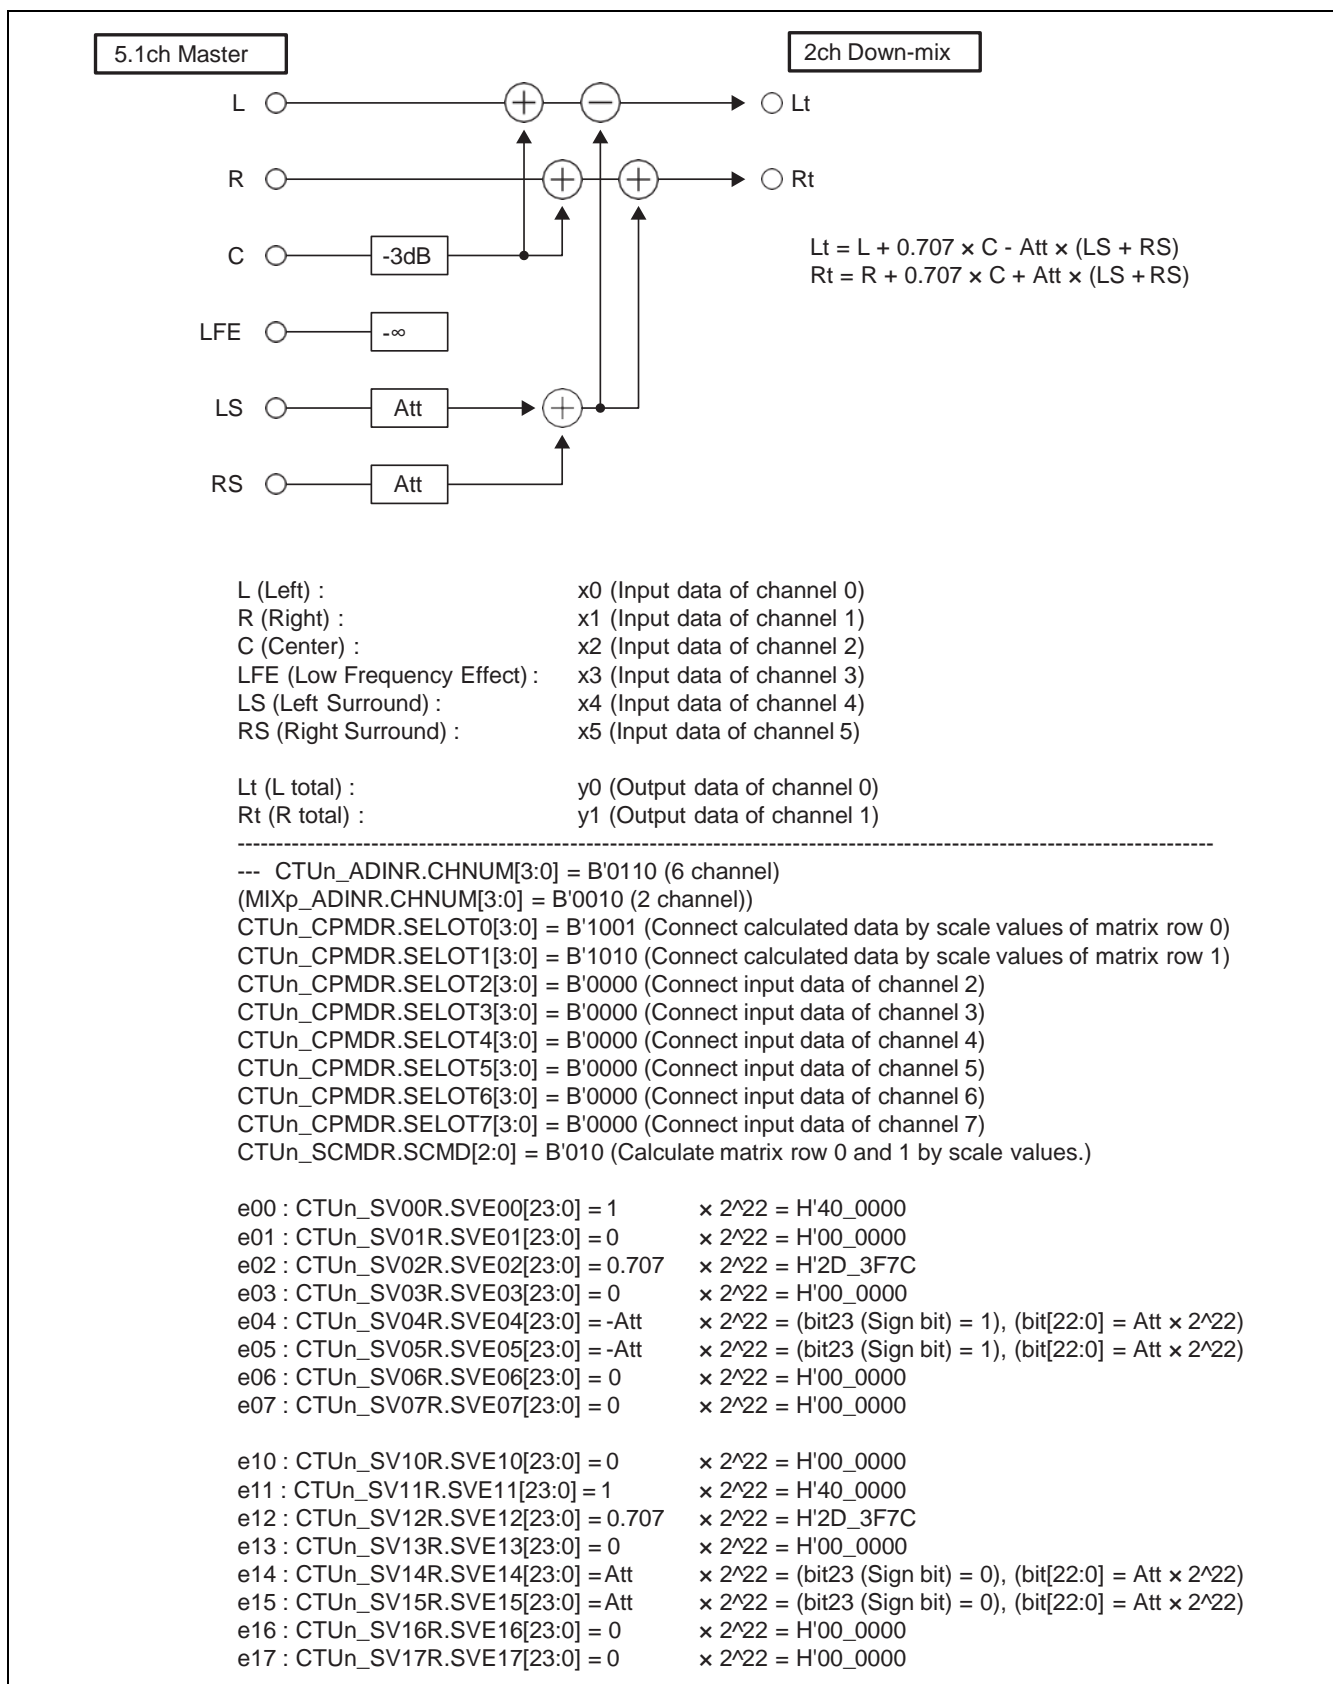 5.1ch Master
2ch Down-mix
L
+
−
Lt
R
+
+
Rt
C
-3dB
Lt = L + 0.707 × C - Att × (LS + RS)
Rt = R + 0.707 × C + Att × (LS + RS)
LFE
-∞
LS
Att
+
RS
Att
L (Left) : x0 (Input data of channel 0)
R (Right) : x1 (Input data of channel 1)
C (Center) : x2 (Input data of channel 2)
LFE (Low Frequency Effect) : x3 (Input data of channel 3)
LS (Left Surround) : x4 (Input data of channel 4)
RS (Right Surround) : x5 (Input data of channel 5)
Lt (L total) : y0 (Output data of channel 0)
Rt (R total) : y1 (Output data of channel 1)
--------------------------------------------------------------------------------------------------------------------------------
--- CTUn_ADINR.CHNUM[3:0] = B'0110 (6 channel)
(MIXp_ADINR.CHNUM[3:0] = B'0010 (2 channel))
CTUn_CPMDR.SELOT0[3:0] = B'1001 (Connect calculated data by scale values of matrix row 0)
CTUn_CPMDR.SELOT1[3:0] = B'1010 (Connect calculated data by scale values of matrix row 1)
CTUn_CPMDR.SELOT2[3:0] = B'0000 (Connect input data of channel 2)
CTUn_CPMDR.SELOT3[3:0] = B'0000 (Connect input data of channel 3)
CTUn_CPMDR.SELOT4[3:0] = B'0000 (Connect input data of channel 4)
CTUn_CPMDR.SELOT5[3:0] = B'0000 (Connect input data of channel 5)
CTUn_CPMDR.SELOT6[3:0] = B'0000 (Connect input data of channel 6)
CTUn_CPMDR.SELOT7[3:0] = B'0000 (Connect input data of channel 7)
CTUn_SCMDR.SCMD[2:0] = B'010 (Calculate matrix row 0 and 1 by scale values.)
e00 : CTUn_SV00R.SVE00[23:0] = 1 × 2^22 = H'40_0000
e01 : CTUn_SV01R.SVE01[23:0] = 0 × 2^22 = H'00_0000
e02 : CTUn_SV02R.SVE02[23:0] = 0.707 × 2^22 = H'2D_3F7C
e03 : CTUn_SV03R.SVE03[23:0] = 0 × 2^22 = H'00_0000
e04 : CTUn_SV04R.SVE04[23:0] = -Att × 2^22 = (bit23 (Sign bit) = 1), (bit[22:0] = Att × 2^22)
e05 : CTUn_SV05R.SVE05[23:0] = -Att × 2^22 = (bit23 (Sign bit) = 1), (bit[22:0] = Att × 2^22)
e06 : CTUn_SV06R.SVE06[23:0] = 0 × 2^22 = H'00_0000
e07 : CTUn_SV07R.SVE07[23:0] = 0 × 2^22 = H'00_0000
e10 : CTUn_SV10R.SVE10[23:0] = 0 × 2^22 = H'00_0000
e11 : CTUn_SV11R.SVE11[23:0] = 1 × 2^22 = H'40_0000
e12 : CTUn_SV12R.SVE12[23:0] = 0.707 × 2^22 = H'2D_3F7C
e13 : CTUn_SV13R.SVE13[23:0] = 0 × 2^22 = H'00_0000
e14 : CTUn_SV14R.SVE14[23:0] = Att × 2^22 = (bit23 (Sign bit) = 0), (bit[22:0] = Att × 2^22)
e15 : CTUn_SV15R.SVE15[23:0] = Att × 2^22 = (bit23 (Sign bit) = 0), (bit[22:0] = Att × 2^22)
e16 : CTUn_SV16R.SVE16[23:0] = 0 × 2^22 = H'00_0000
e17 : CTUn_SV17R.SVE17[23:0] = 0 × 2^22 = H'00_0000